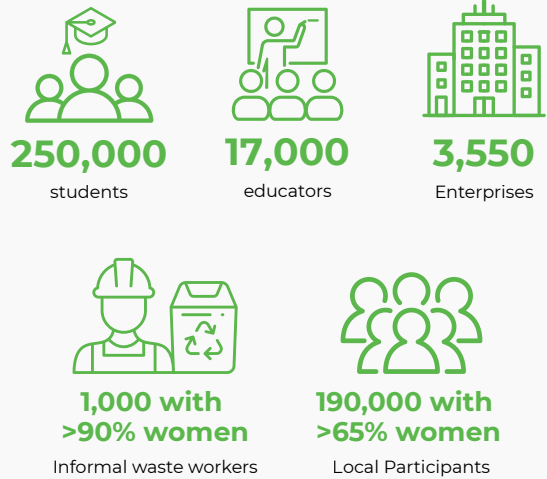 250,000
students
17,000
educators
3,550
Enterprises
1,000 with
>90% women
Informal waste workers
190,000 with
>65% women
Local Participants